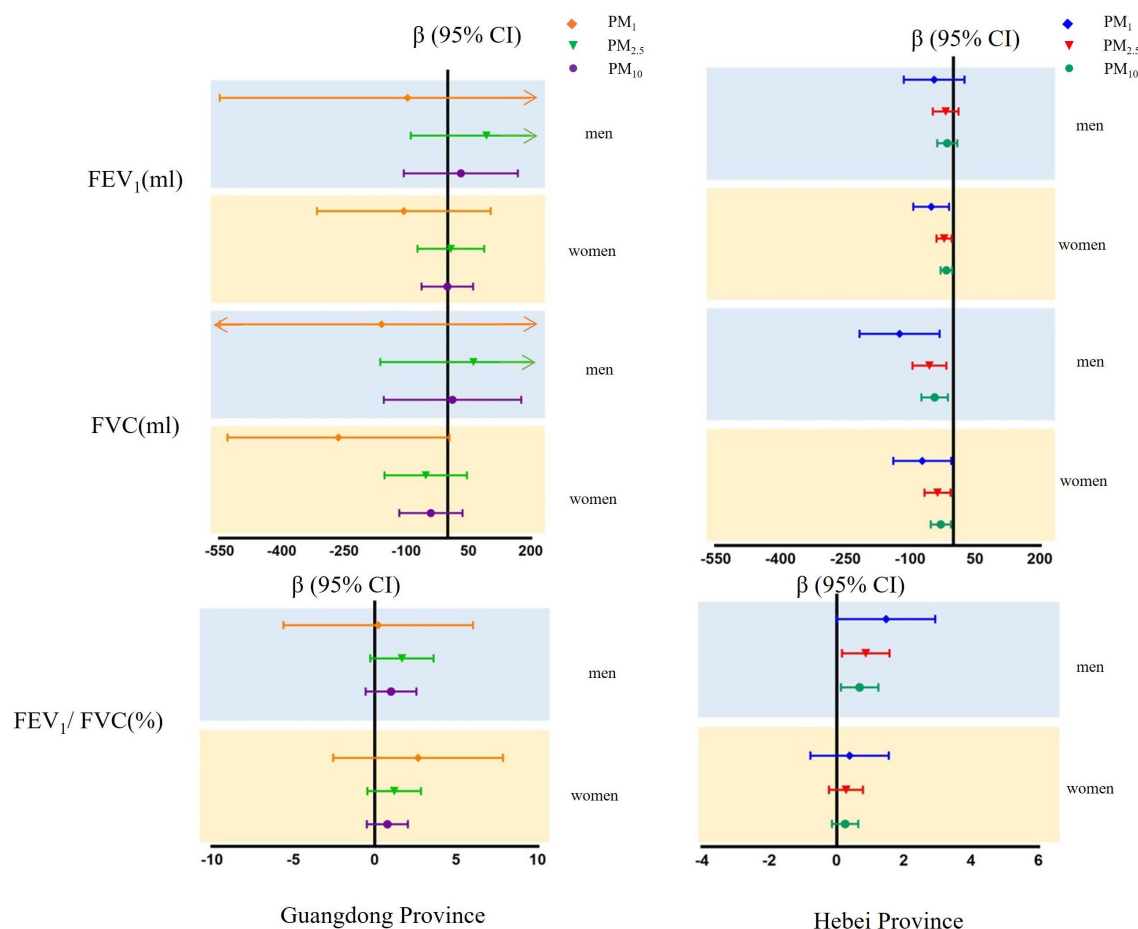 β (95% CI)
PM1
PM2.5
PM10
men
FEV1(ml)
women
men
FVC(ml)
women
-550 -400 -250 -100 50 200
β (95% CI)
men
FEV1/ FVC(%)
women
-10 -5 0 5 10
Guangdong Province
β (95% CI)
PM1
PM2.5
PM10
men
women
men
women
-550 -400 -250 -100 50 200
β (95% CI)
men
women
-4 -2 0 2 4 6
Hebei Province